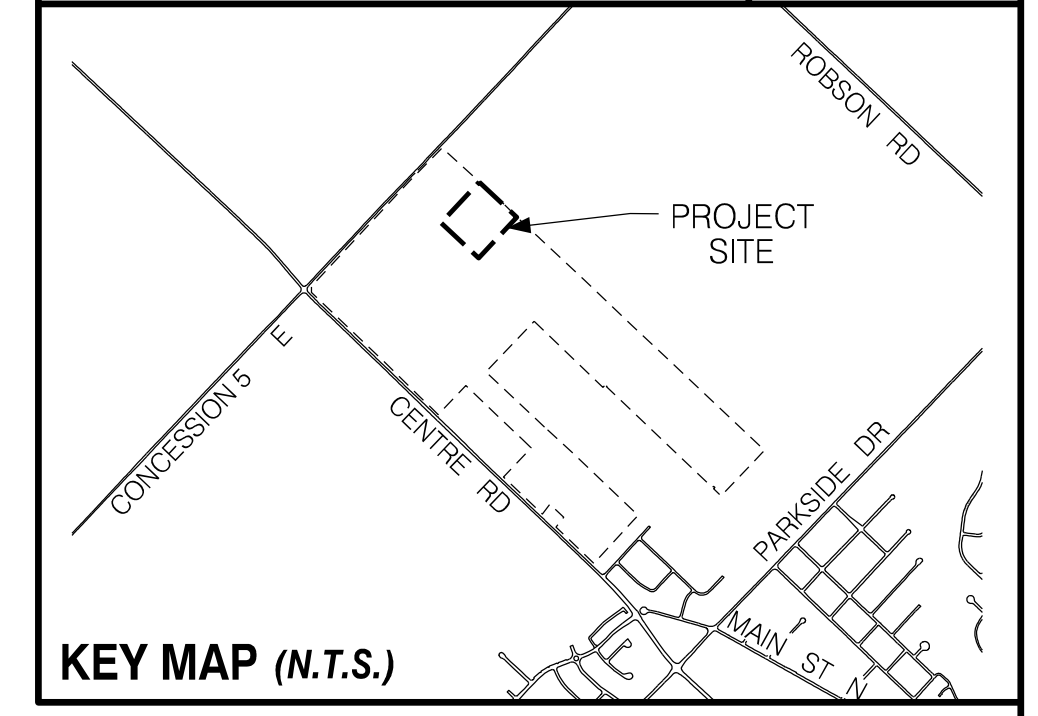 ROBSON RD
PROJECT
SITE
CONCESSION 5 E
CENTRE RD
PARKSIDE DR
MAIN ST N
KEY MAP (N.T.S.)